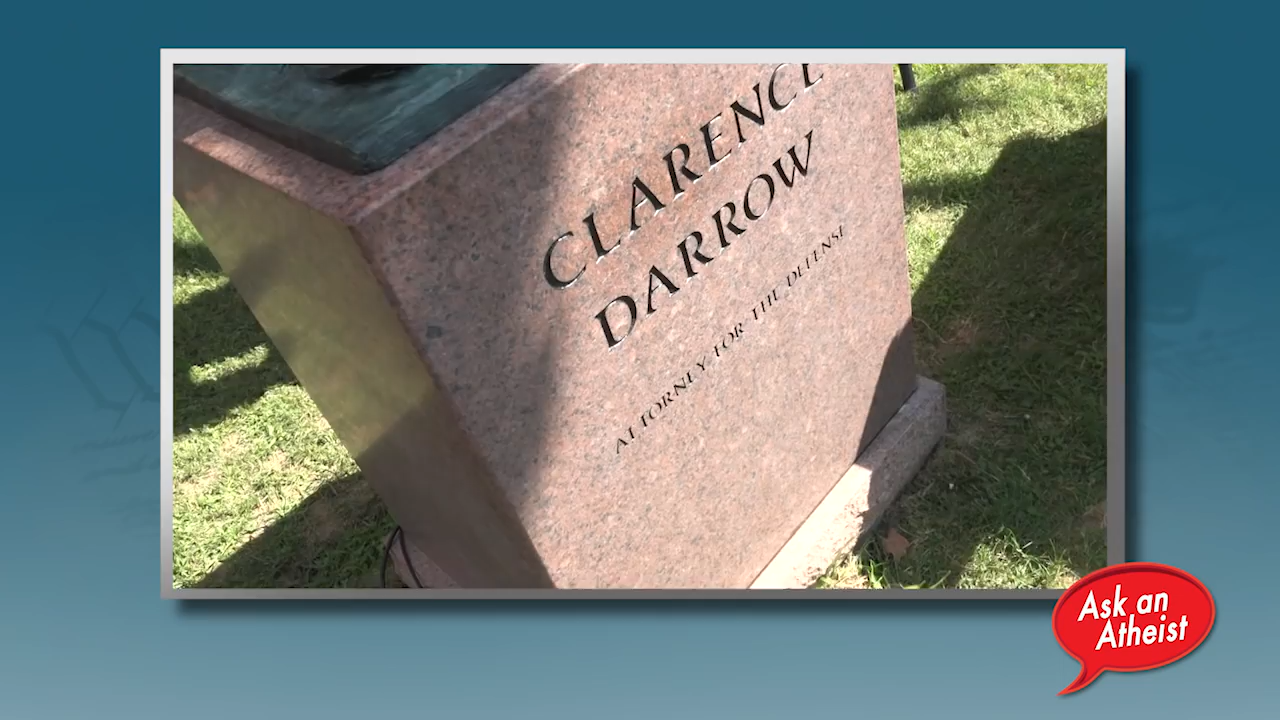 CLARENCE
DARROW
ATTORNEY FOR THE DEFENSE
Ask an
Atheist